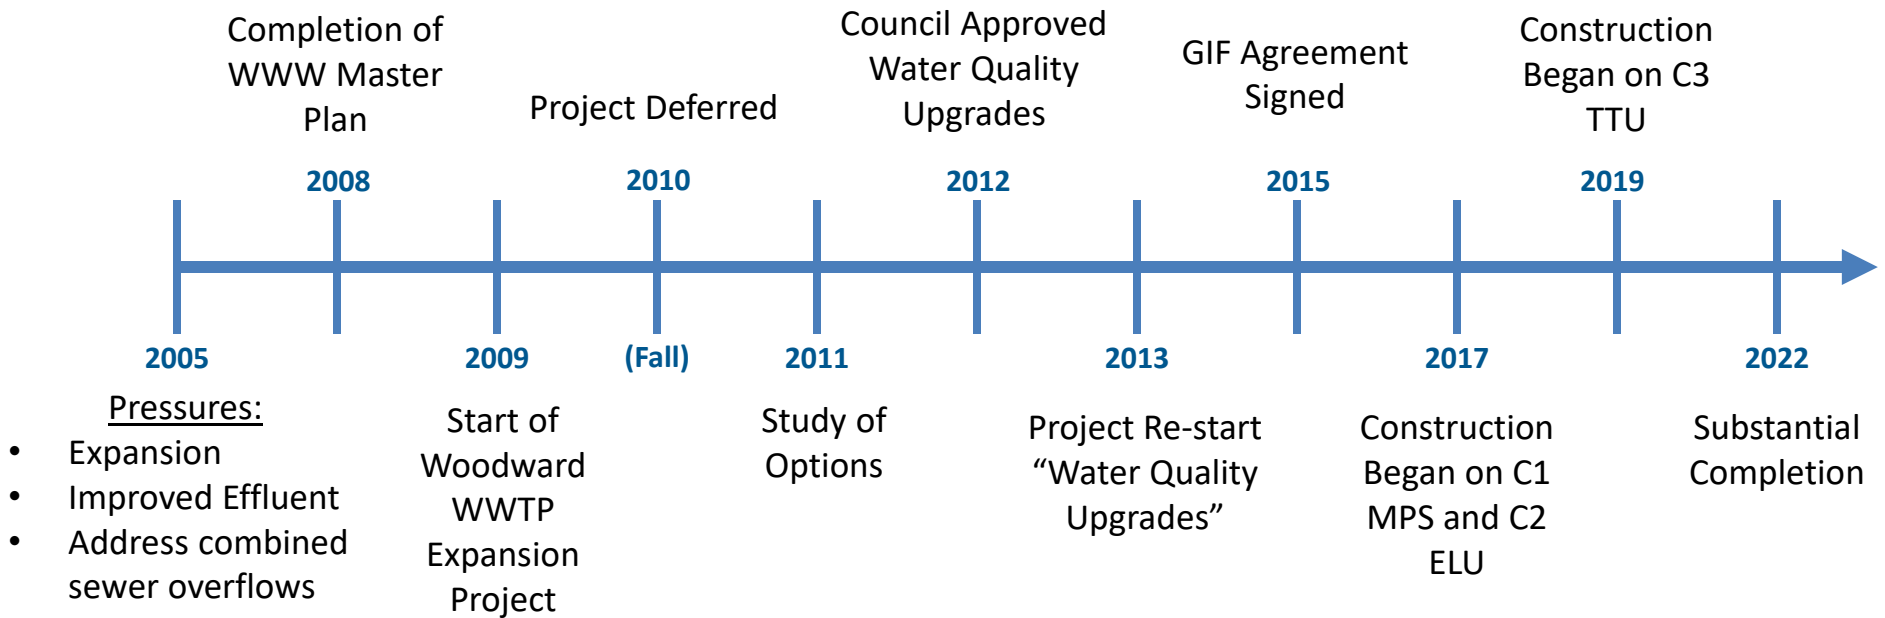 Completion of
WWW Master
Plan
2008
Project Deferred
2010
Council Approved
Water Quality
Upgrades
2012
GIF Agreement
Signed
2015
Construction
Began on C3
TTU
2019
2005
Pressures:
• Expansion
• Improved Effluent
• Address combined
sewer overflows
2009
Start of
Woodward
WWTP
Expansion
Project
(Fall)
2011
Study of
Options
2013
Project Re-start
“Water Quality
Upgrades”
2017
Construction
Began on C1
MPS and C2
ELU
2022
Substantial
Completion